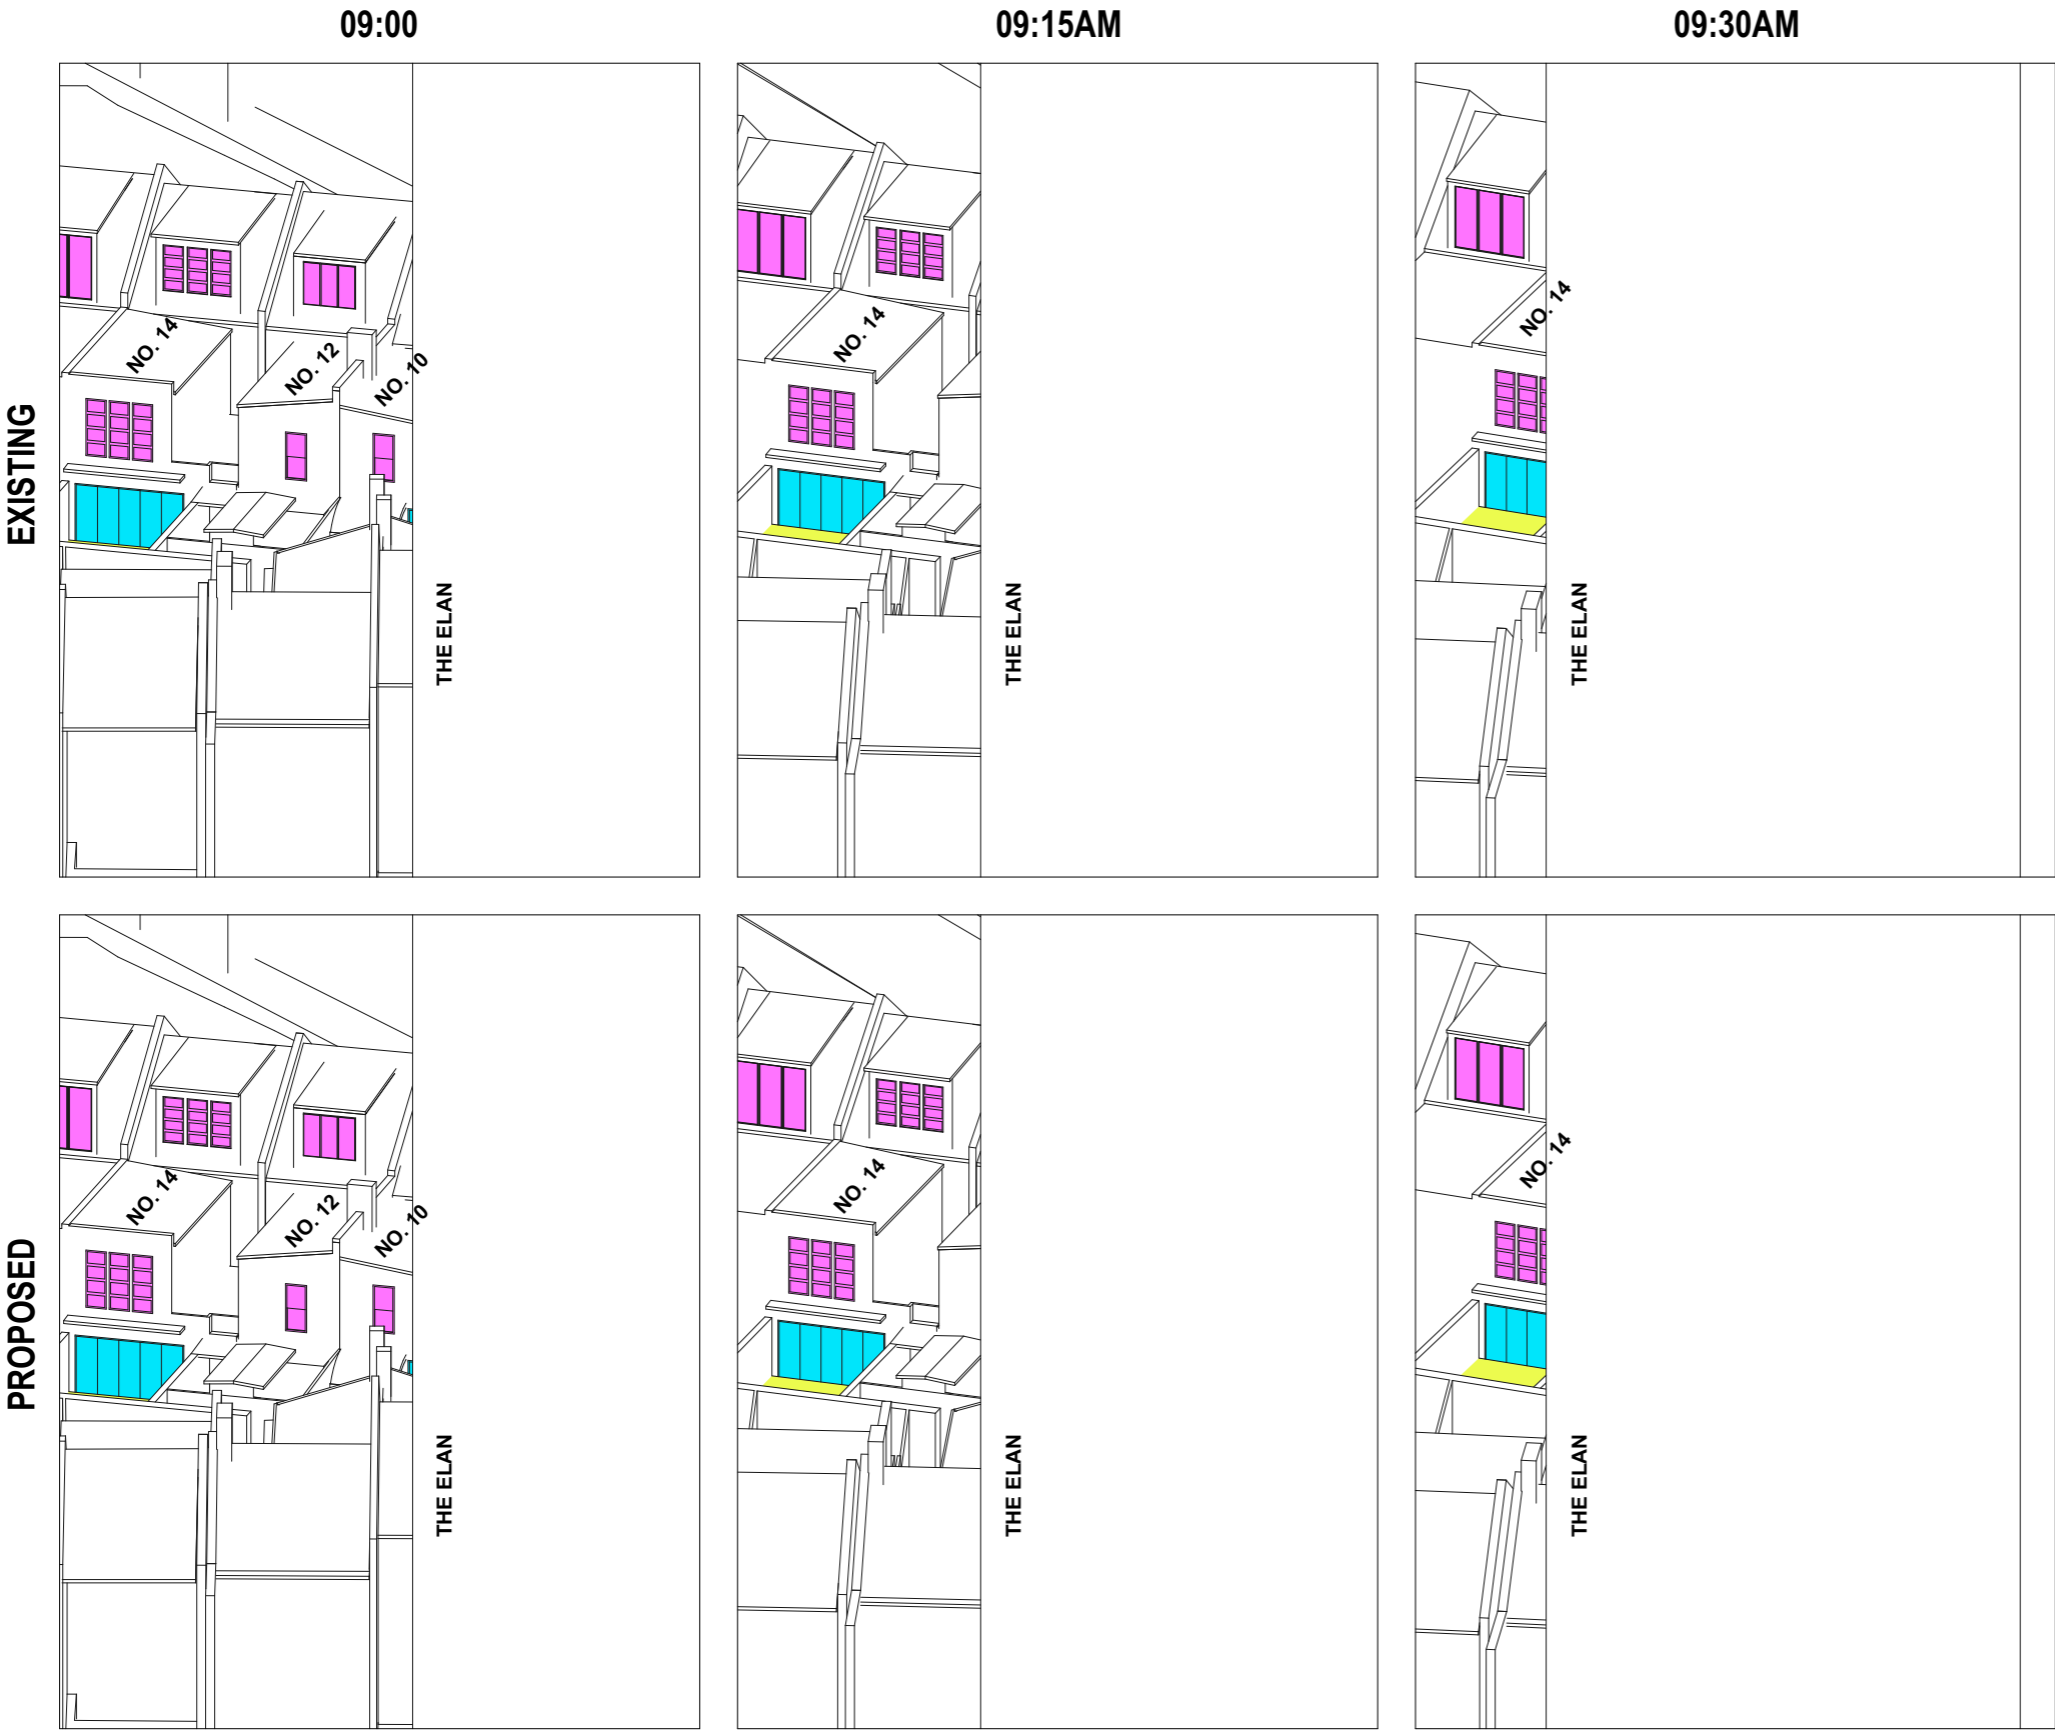 09:00
09:15AM
09:30AM
EXISTING
NO. 14
NO. 12
NO. 10
THE ELAN
NO. 14
THE ELAN
NO. 14
THE ELAN
PROPOSED
NO. 14
NO. 12
NO. 10
THE ELAN
NO. 14
THE ELAN
NO. 14
THE ELAN